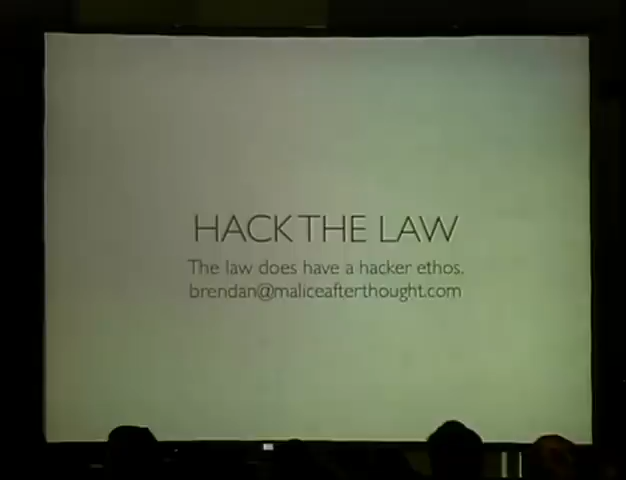 HACK THE LAW
The law does have a hacker ethos.
brendan@maliceafterthought.com